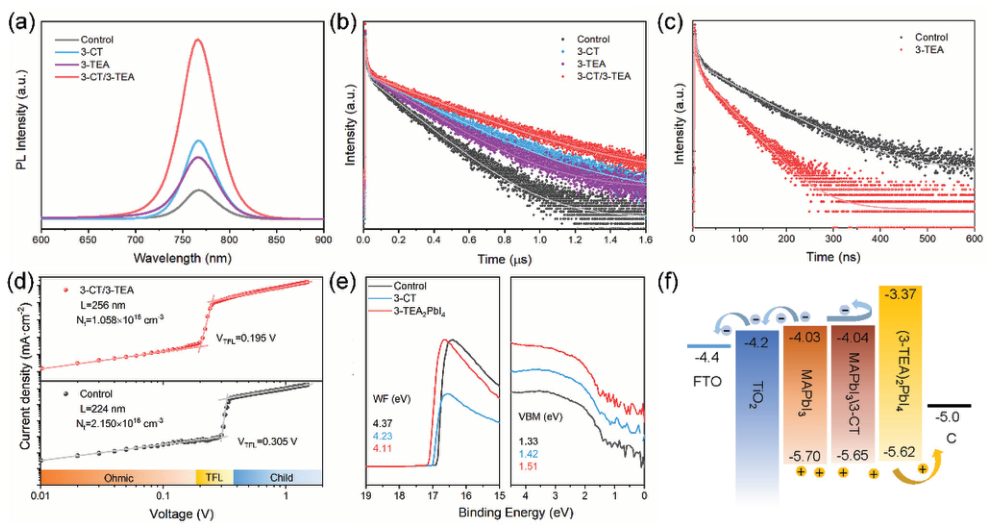 (a)
Control
3-CT
3-TEA
3-CT/3-TEA
PL Intensity (a.u.)
600 650 700 750 800 850 900
Wavelength (nm)
(b)
Control
3-CT
3-TEA
3-CT/3-TEA
Intensity (a.u.)
0.0 0.2 0.4 0.6 0.8 1.0 1.2 1.4 1.6
Time (μs)
(c)
Control
3-TEA
Intensity (a.u.)
0 100 200 300 400 500 600
Time (ns)
(d)
3-CT/3-TEA
L=256 nm
Nt=1.058×10¹⁶ cm⁻³
VTFL=0.195 V
Control
L=224 nm
Nt=2.150×10¹⁶ cm⁻³
VTFL=0.305 V
Current density (mA·cm⁻²)
Ohmic TFL Child
0.01 0.1 1
Voltage (V)
(e)
Control
3-CT
3-TEA₂PbI₄
WF (eV)
4.37
4.23
4.11
VBM (eV)
1.33
1.42
1.51
19 18 17 16 15 4 3 2 1 0
Binding Energy (eV)
(f)
-4.4
FTO
-4.2
TiO₂
-4.03
MAPbI₃
-5.70
-4.04
MAPbI₃\3-CT
-5.65
-3.37
(3-TEA)₂PbI₄
-5.62
-5.0
C